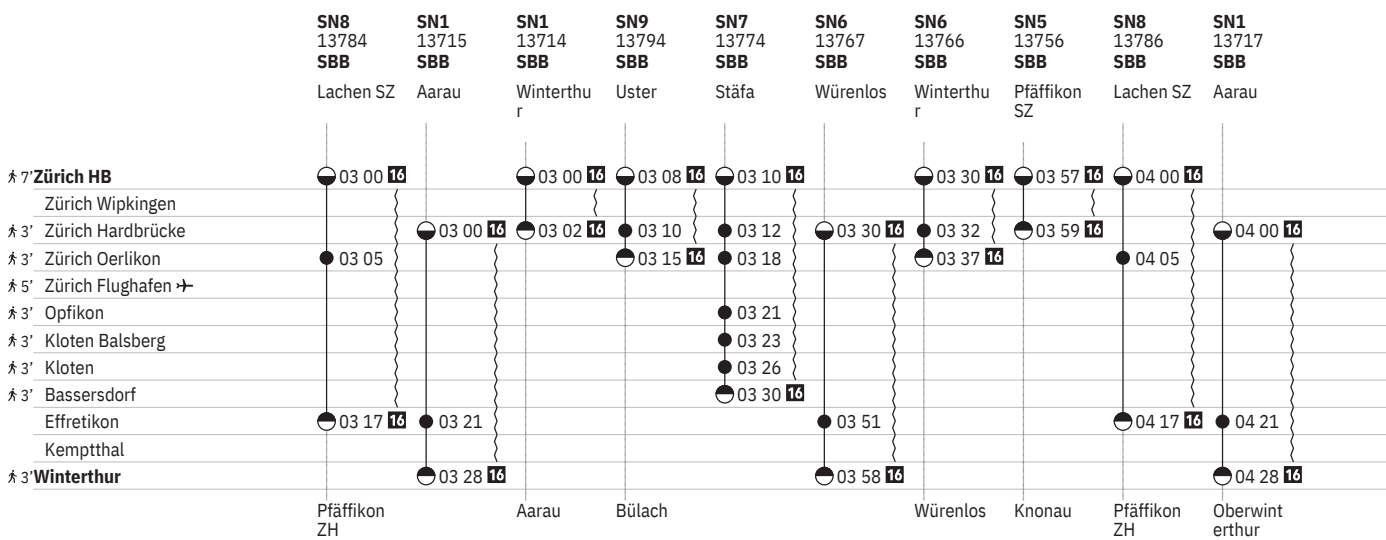 SN8 SN1 SN1 SN9 SN7 SN6 SN6 SN5 SN8 SN1
13784 13715 13714 13794 13774 13767 13766 13756 13786 13717
SBB SBB SBB SBB SBB SBB SBB SBB SBB SBB
Lachen SZ Aarau Winterthu Uster Stäfa Würenlos Winterthu Pfäffikon Lachen SZ Aarau
r r SZ
7’ Zürich HB 03 00 16 03 00 16 03 08 16 03 10 16 03 30 16 03 57 16 04 00 16
Zürich Wipkingen
3’ Zürich Hardbrücke 03 00 16 03 02 16 03 10 03 12 03 30 16 03 32 03 59 16 04 00 16
3’ Zürich Oerlikon 03 05 03 15 16 03 18 03 37 16 04 05
5’ Zürich Flughafen
3’ Opfikon 03 21
3’ Kloten Balsberg 03 23
3’ Kloten 03 26
3’ Bassersdorf 03 30 16
Effretikon 03 17 16 03 21 03 51 04 17 16 04 21
Kemptthal
3’ Winterthur 03 28 16 03 58 16 04 28 16
Pfäffikon Aarau Bülach Würenlos Knonau Pfäffikon Oberwint
ZH ZH erthur